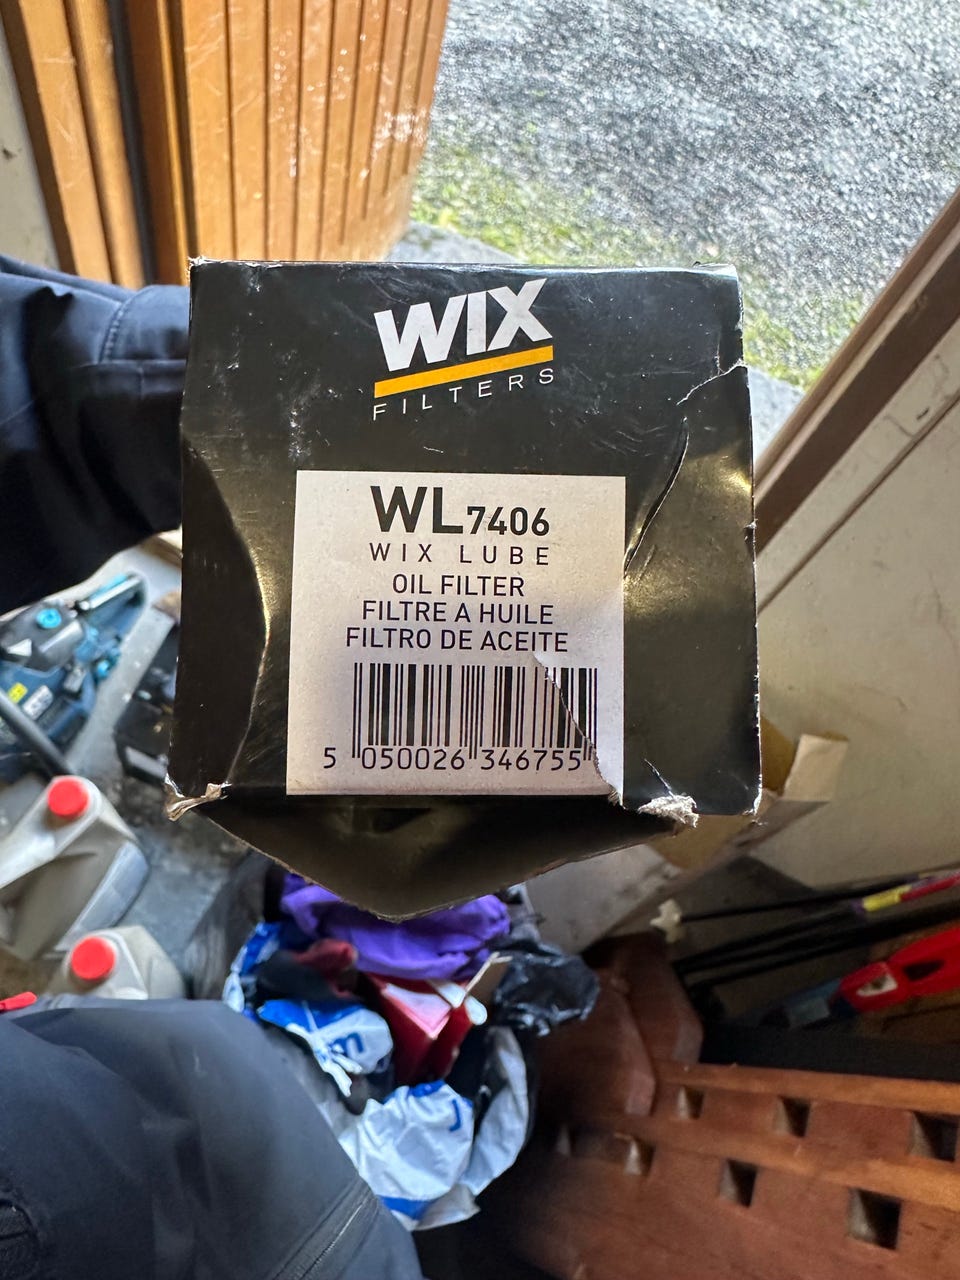 WIX
FILTERS
WL7406
WIX LUBE
OIL FILTER
FILTRE A HUILE
FILTRO DE ACEITE
5 050026 346755